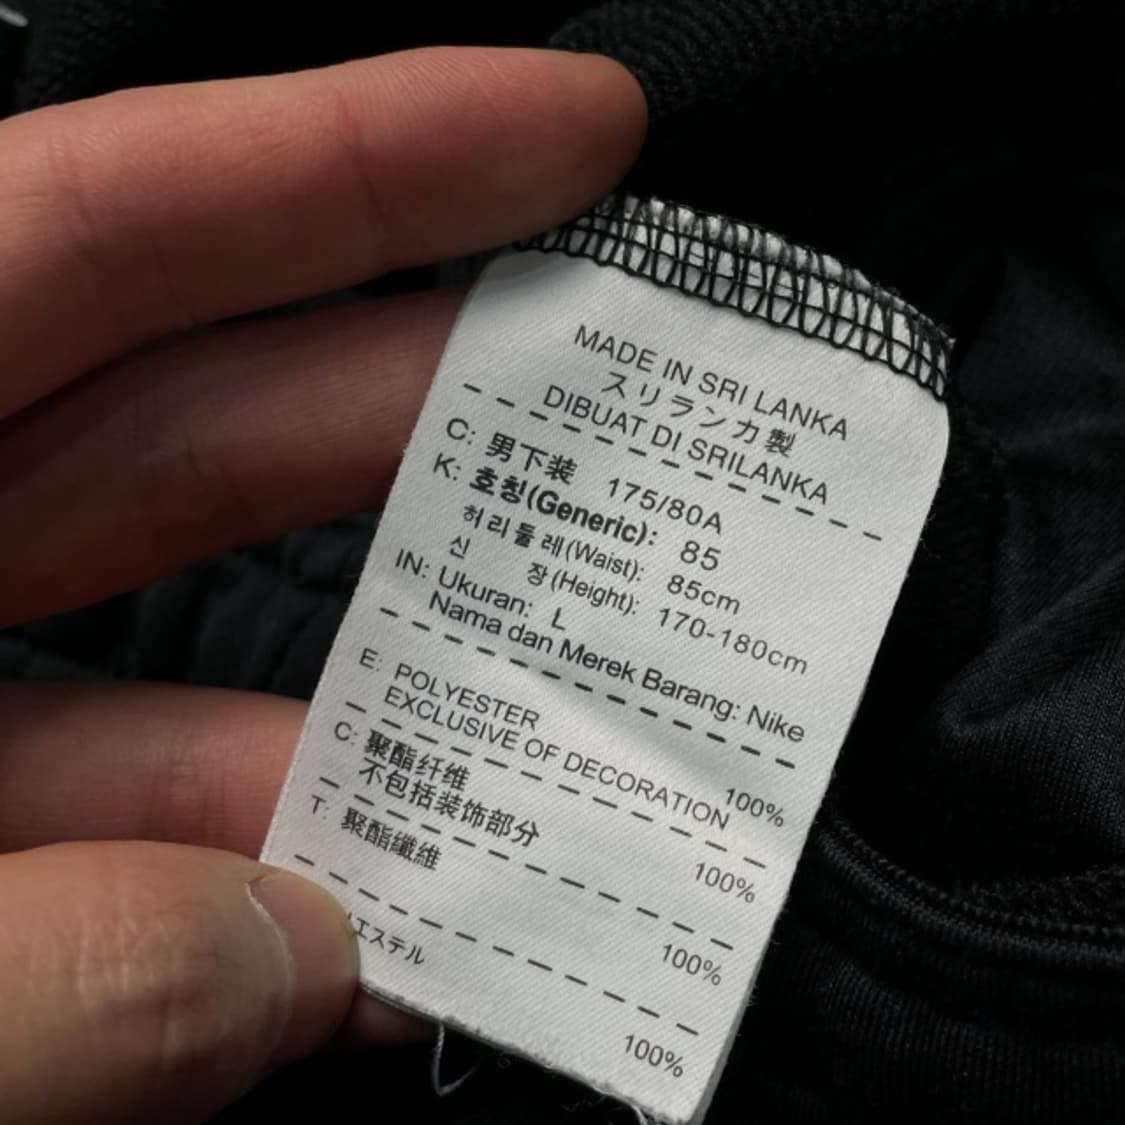 MADE IN SRI LANKA
スリランカ製
DIBUAT DI SRILANKA
C: 男下装 175/80A
K: 호칭(Generic): 85
허리둘레(Waist): 85cm
신 장(Height): 170-180cm
IN: Ukuran: L
Nama dan Merek Barang: Nike
E: POLYESTER 100%
EXCLUSIVE OF DECORATION
C: 聚酯纤维 100%
不包括装饰部分
T: 聚酯纖維 100%
エステル 100%